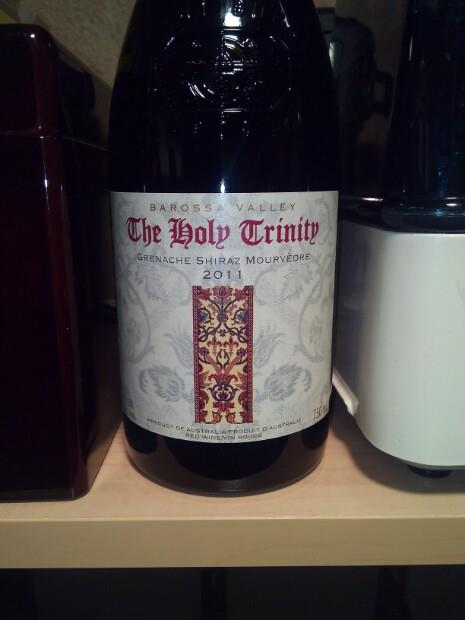 BAROSSA VALLEY
The Holy Trinity
GRENACHE SHIRAZ MOURVÈDRE
2011
PRODUCT OF AUSTRALIA/PRODUIT D'AUSTRALIE
RED WINE/VIN ROUGE
750 mL